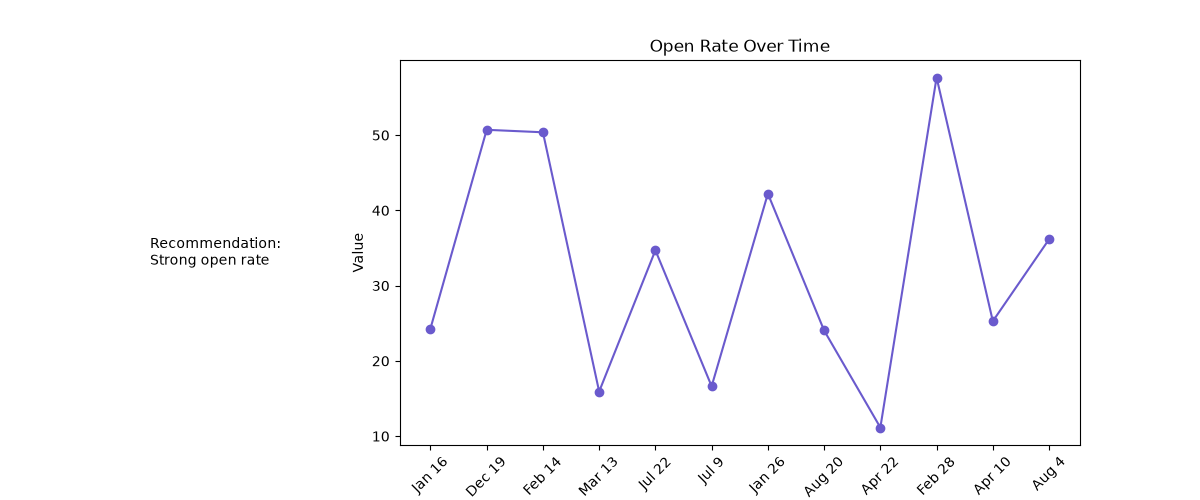 Open Rate Over Time
Recommendation:
Strong open rate
Value
50
40
30
20
10
Jan 16
Dec 19
Feb 14
Mar 13
Jul 22
Jul 9
Jan 26
Aug 20
Apr 22
Feb 28
Apr 10
Aug 4